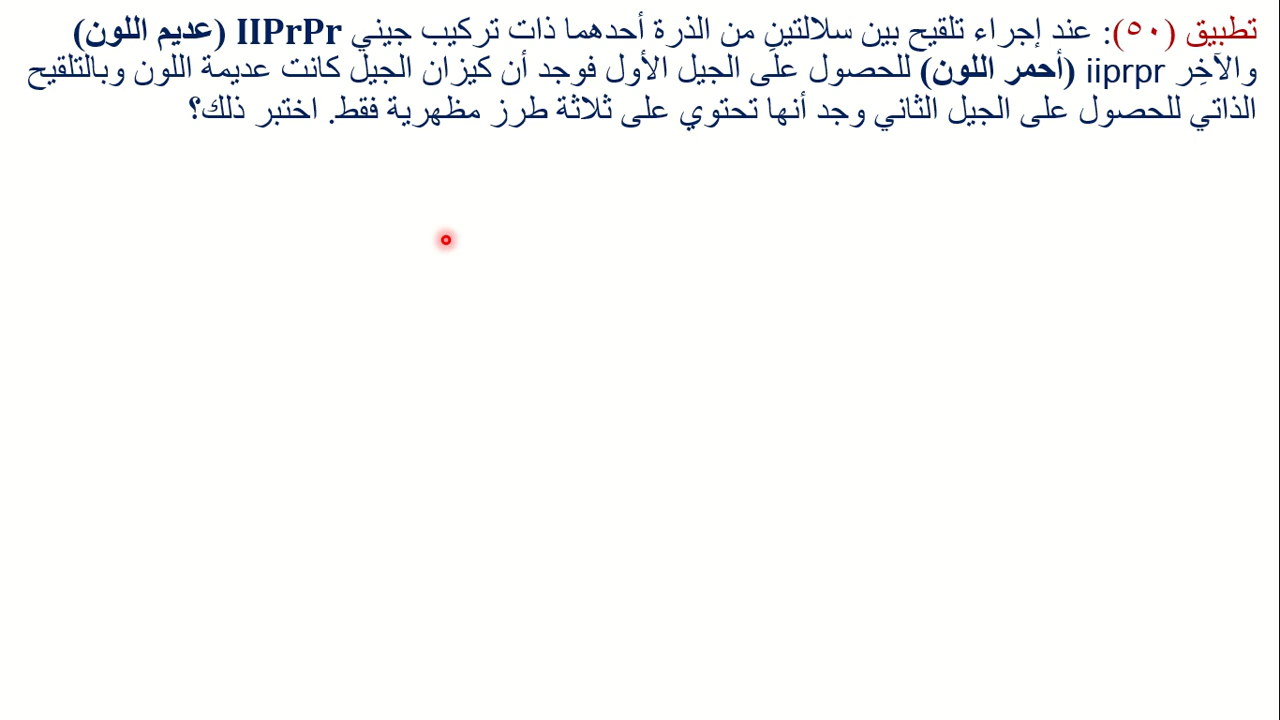 تطبيق (٥٠): عند إجراء تلقيح بين سلالتينِ من الذرة أحدهما ذات تركيب جيني IIPrPr (عديم اللون)
والآخِر iiprpr (أحمر اللون) للحصول على الجيل الأول فوجد أن كيزان الجيل كانت عديمة اللون وبالتلقيح
الذاتي للحصول على الجيل الثاني وجد أنها تحتوي على ثلاثة طرز مظهرية فقط. اختبر ذلك؟